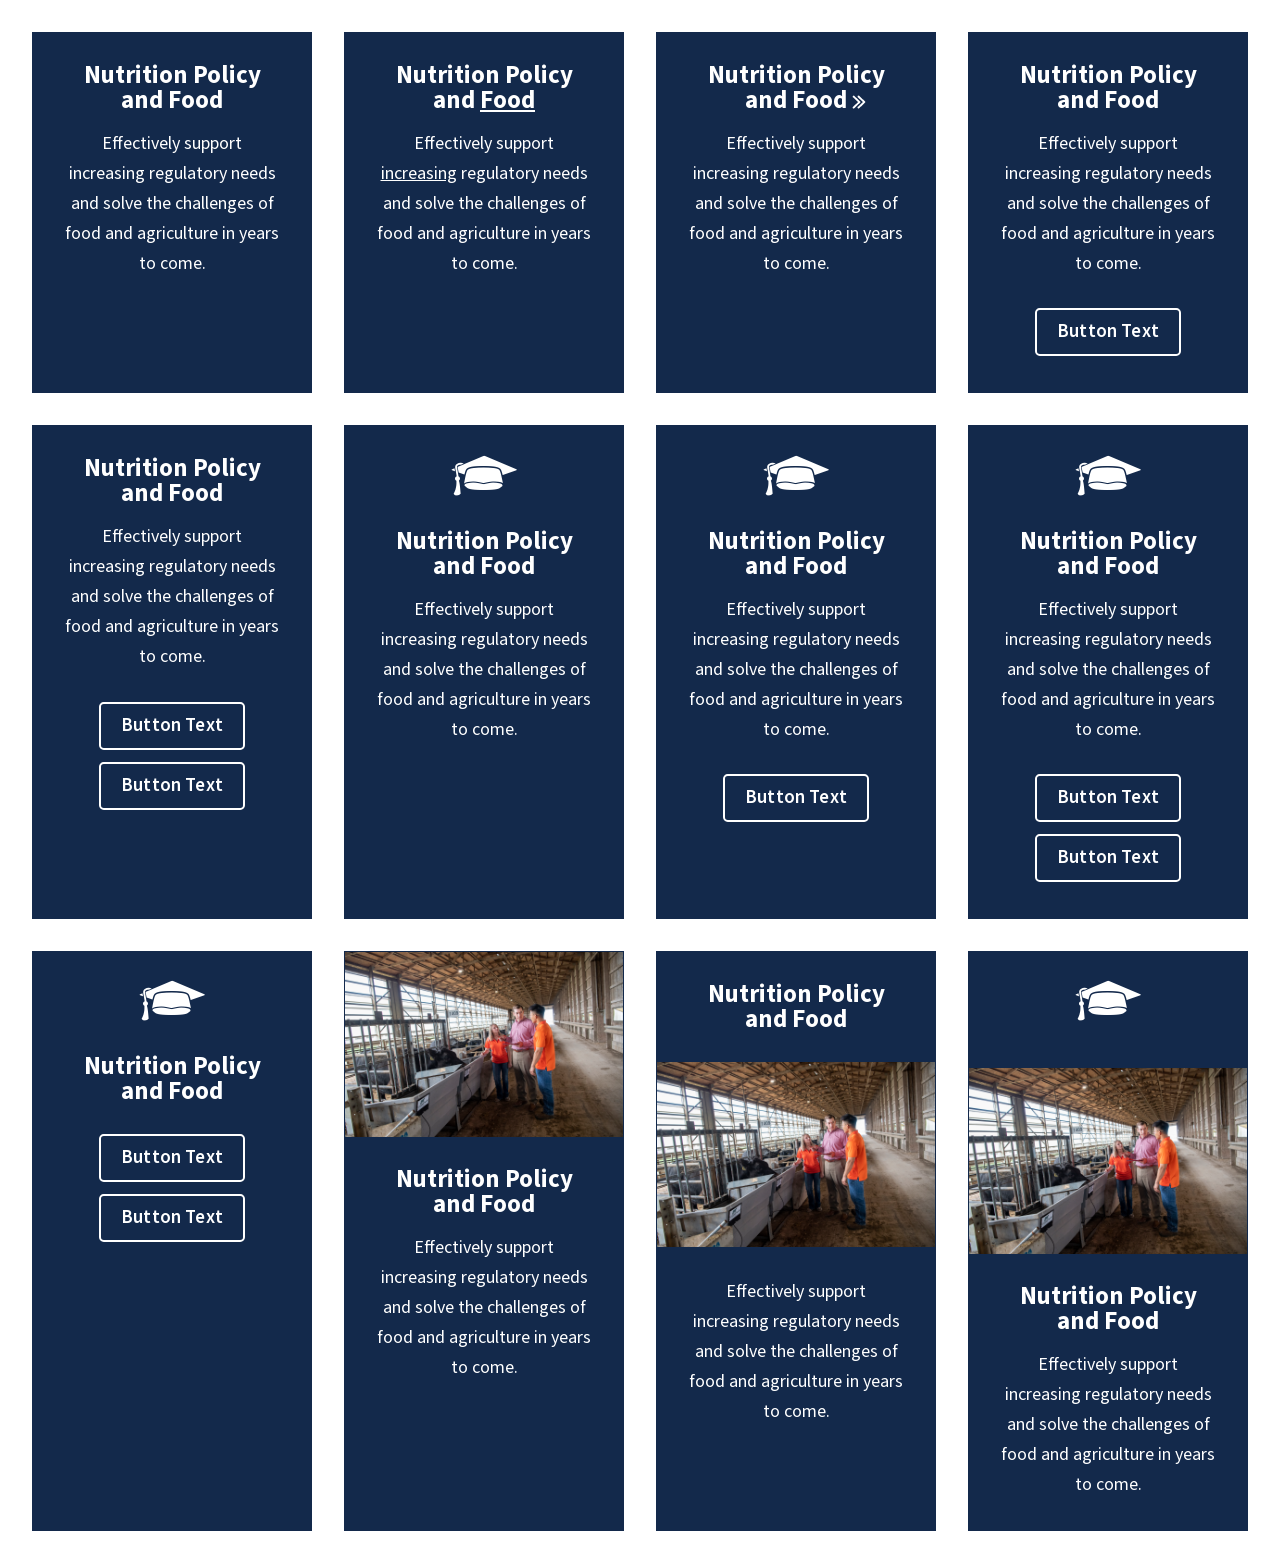 Nutrition Policy
and Food
Effectively support
increasing regulatory needs
and solve the challenges of
food and agriculture in years
to come.
Nutrition Policy
and Food
Effectively support
increasing regulatory needs
and solve the challenges of
food and agriculture in years
to come.
Nutrition Policy
and Food »
Effectively support
increasing regulatory needs
and solve the challenges of
food and agriculture in years
to come.
Nutrition Policy
and Food
Effectively support
increasing regulatory needs
and solve the challenges of
food and agriculture in years
to come.
Button Text
Nutrition Policy
and Food
Effectively support
increasing regulatory needs
and solve the challenges of
food and agriculture in years
to come.
Button Text
Button Text
Nutrition Policy
and Food
Effectively support
increasing regulatory needs
and solve the challenges of
food and agriculture in years
to come.
Nutrition Policy
and Food
Effectively support
increasing regulatory needs
and solve the challenges of
food and agriculture in years
to come.
Button Text
Nutrition Policy
and Food
Effectively support
increasing regulatory needs
and solve the challenges of
food and agriculture in years
to come.
Button Text
Button Text
Nutrition Policy
and Food
Button Text
Button Text
Nutrition Policy
and Food
Effectively support
increasing regulatory needs
and solve the challenges of
food and agriculture in years
to come.
Nutrition Policy
and Food
Effectively support
increasing regulatory needs
and solve the challenges of
food and agriculture in years
to come.
Nutrition Policy
and Food
Effectively support
increasing regulatory needs
and solve the challenges of
food and agriculture in years
to come.